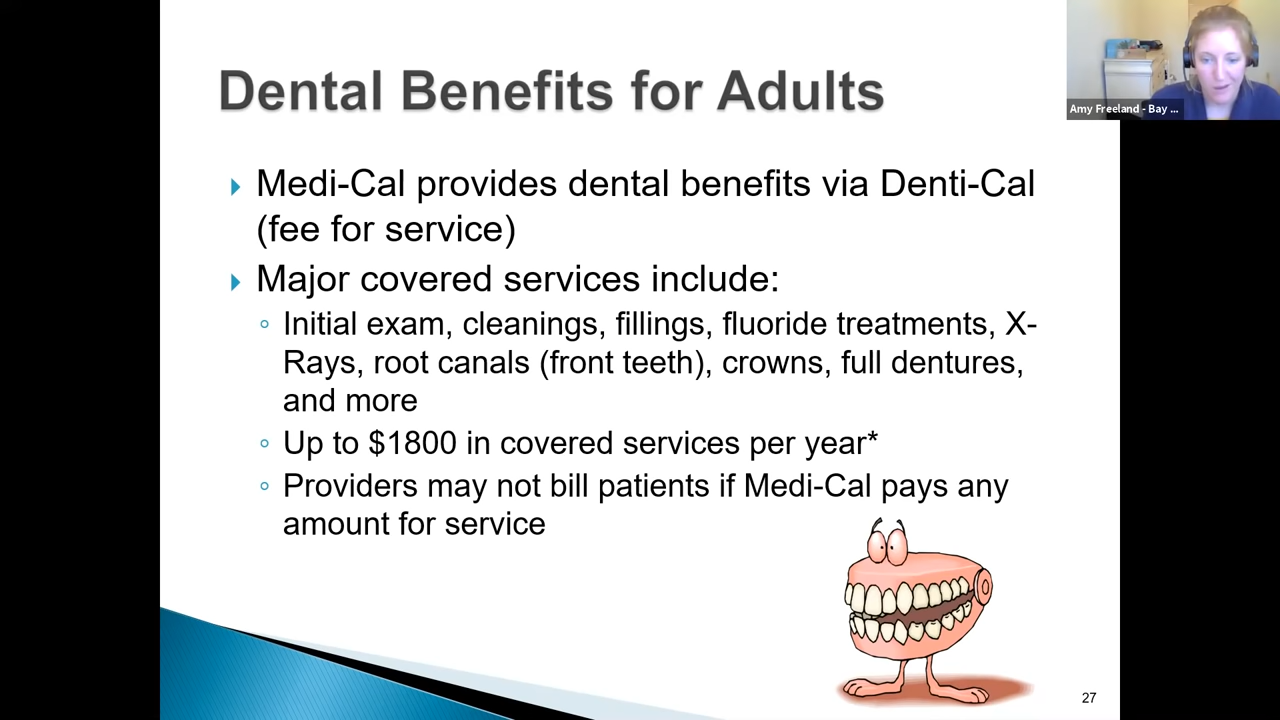 Dental Benefits for Adults
Amy Freeland - Bay ...
Medi-Cal provides dental benefits via Denti-Cal
(fee for service)
Major covered services include:
Initial exam, cleanings, fillings, fluoride treatments, X-
Rays, root canals (front teeth), crowns, full dentures,
and more
Up to $1800 in covered services per year*
Providers may not bill patients if Medi-Cal pays any
amount for service
27